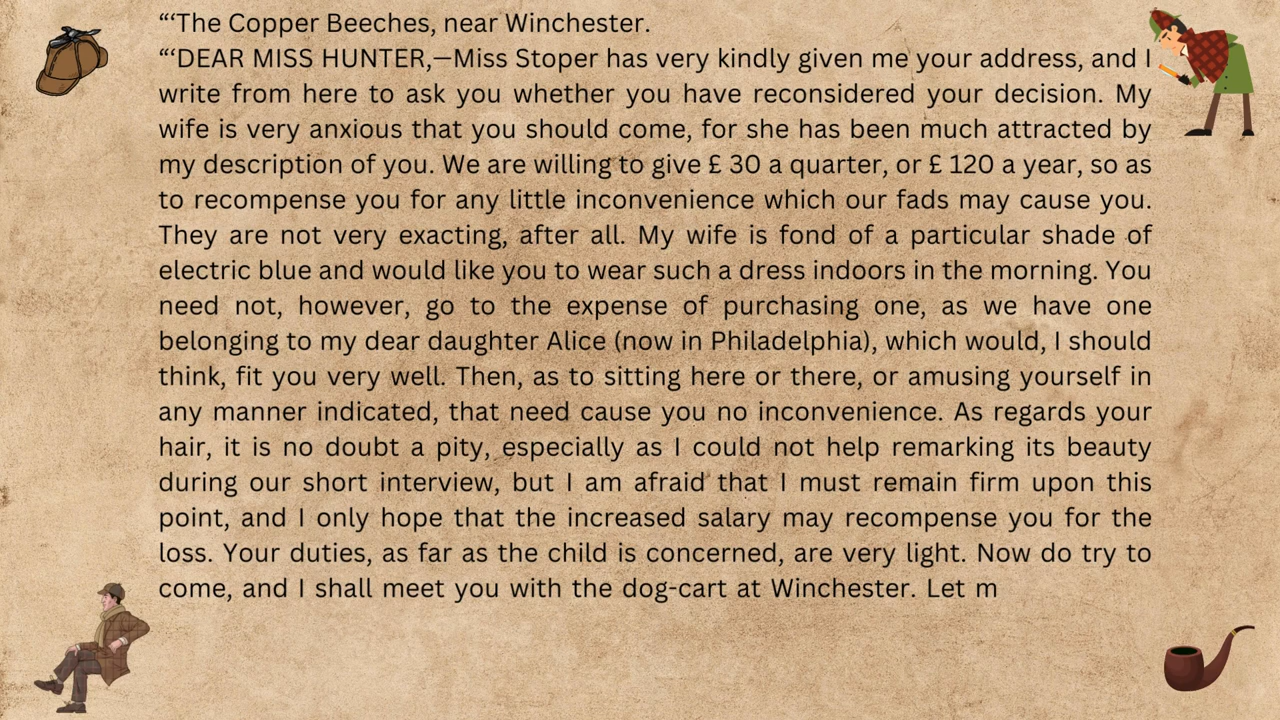 “‘The Copper Beeches, near Winchester.
“‘DEAR MISS HUNTER,—Miss Stoper has very kindly given me your address, and I
write from here to ask you whether you have reconsidered your decision. My
wife is very anxious that you should come, for she has been much attracted by
my description of you. We are willing to give £ 30 a quarter, or £ 120 a year, so as
to recompense you for any little inconvenience which our fads may cause you.
They are not very exacting, after all. My wife is fond of a particular shade of
electric blue and would like you to wear such a dress indoors in the morning. You
need not, however, go to the expense of purchasing one, as we have one
belonging to my dear daughter Alice (now in Philadelphia), which would, I should
think, fit you very well. Then, as to sitting here or there, or amusing yourself in
any manner indicated, that need cause you no inconvenience. As regards your
hair, it is no doubt a pity, especially as I could not help remarking its beauty
during our short interview, but I am afraid that I must remain firm upon this
point, and I only hope that the increased salary may recompense you for the
loss. Your duties, as far as the child is concerned, are very light. Now do try to
come, and I shall meet you with the dog-cart at Winchester. Let m